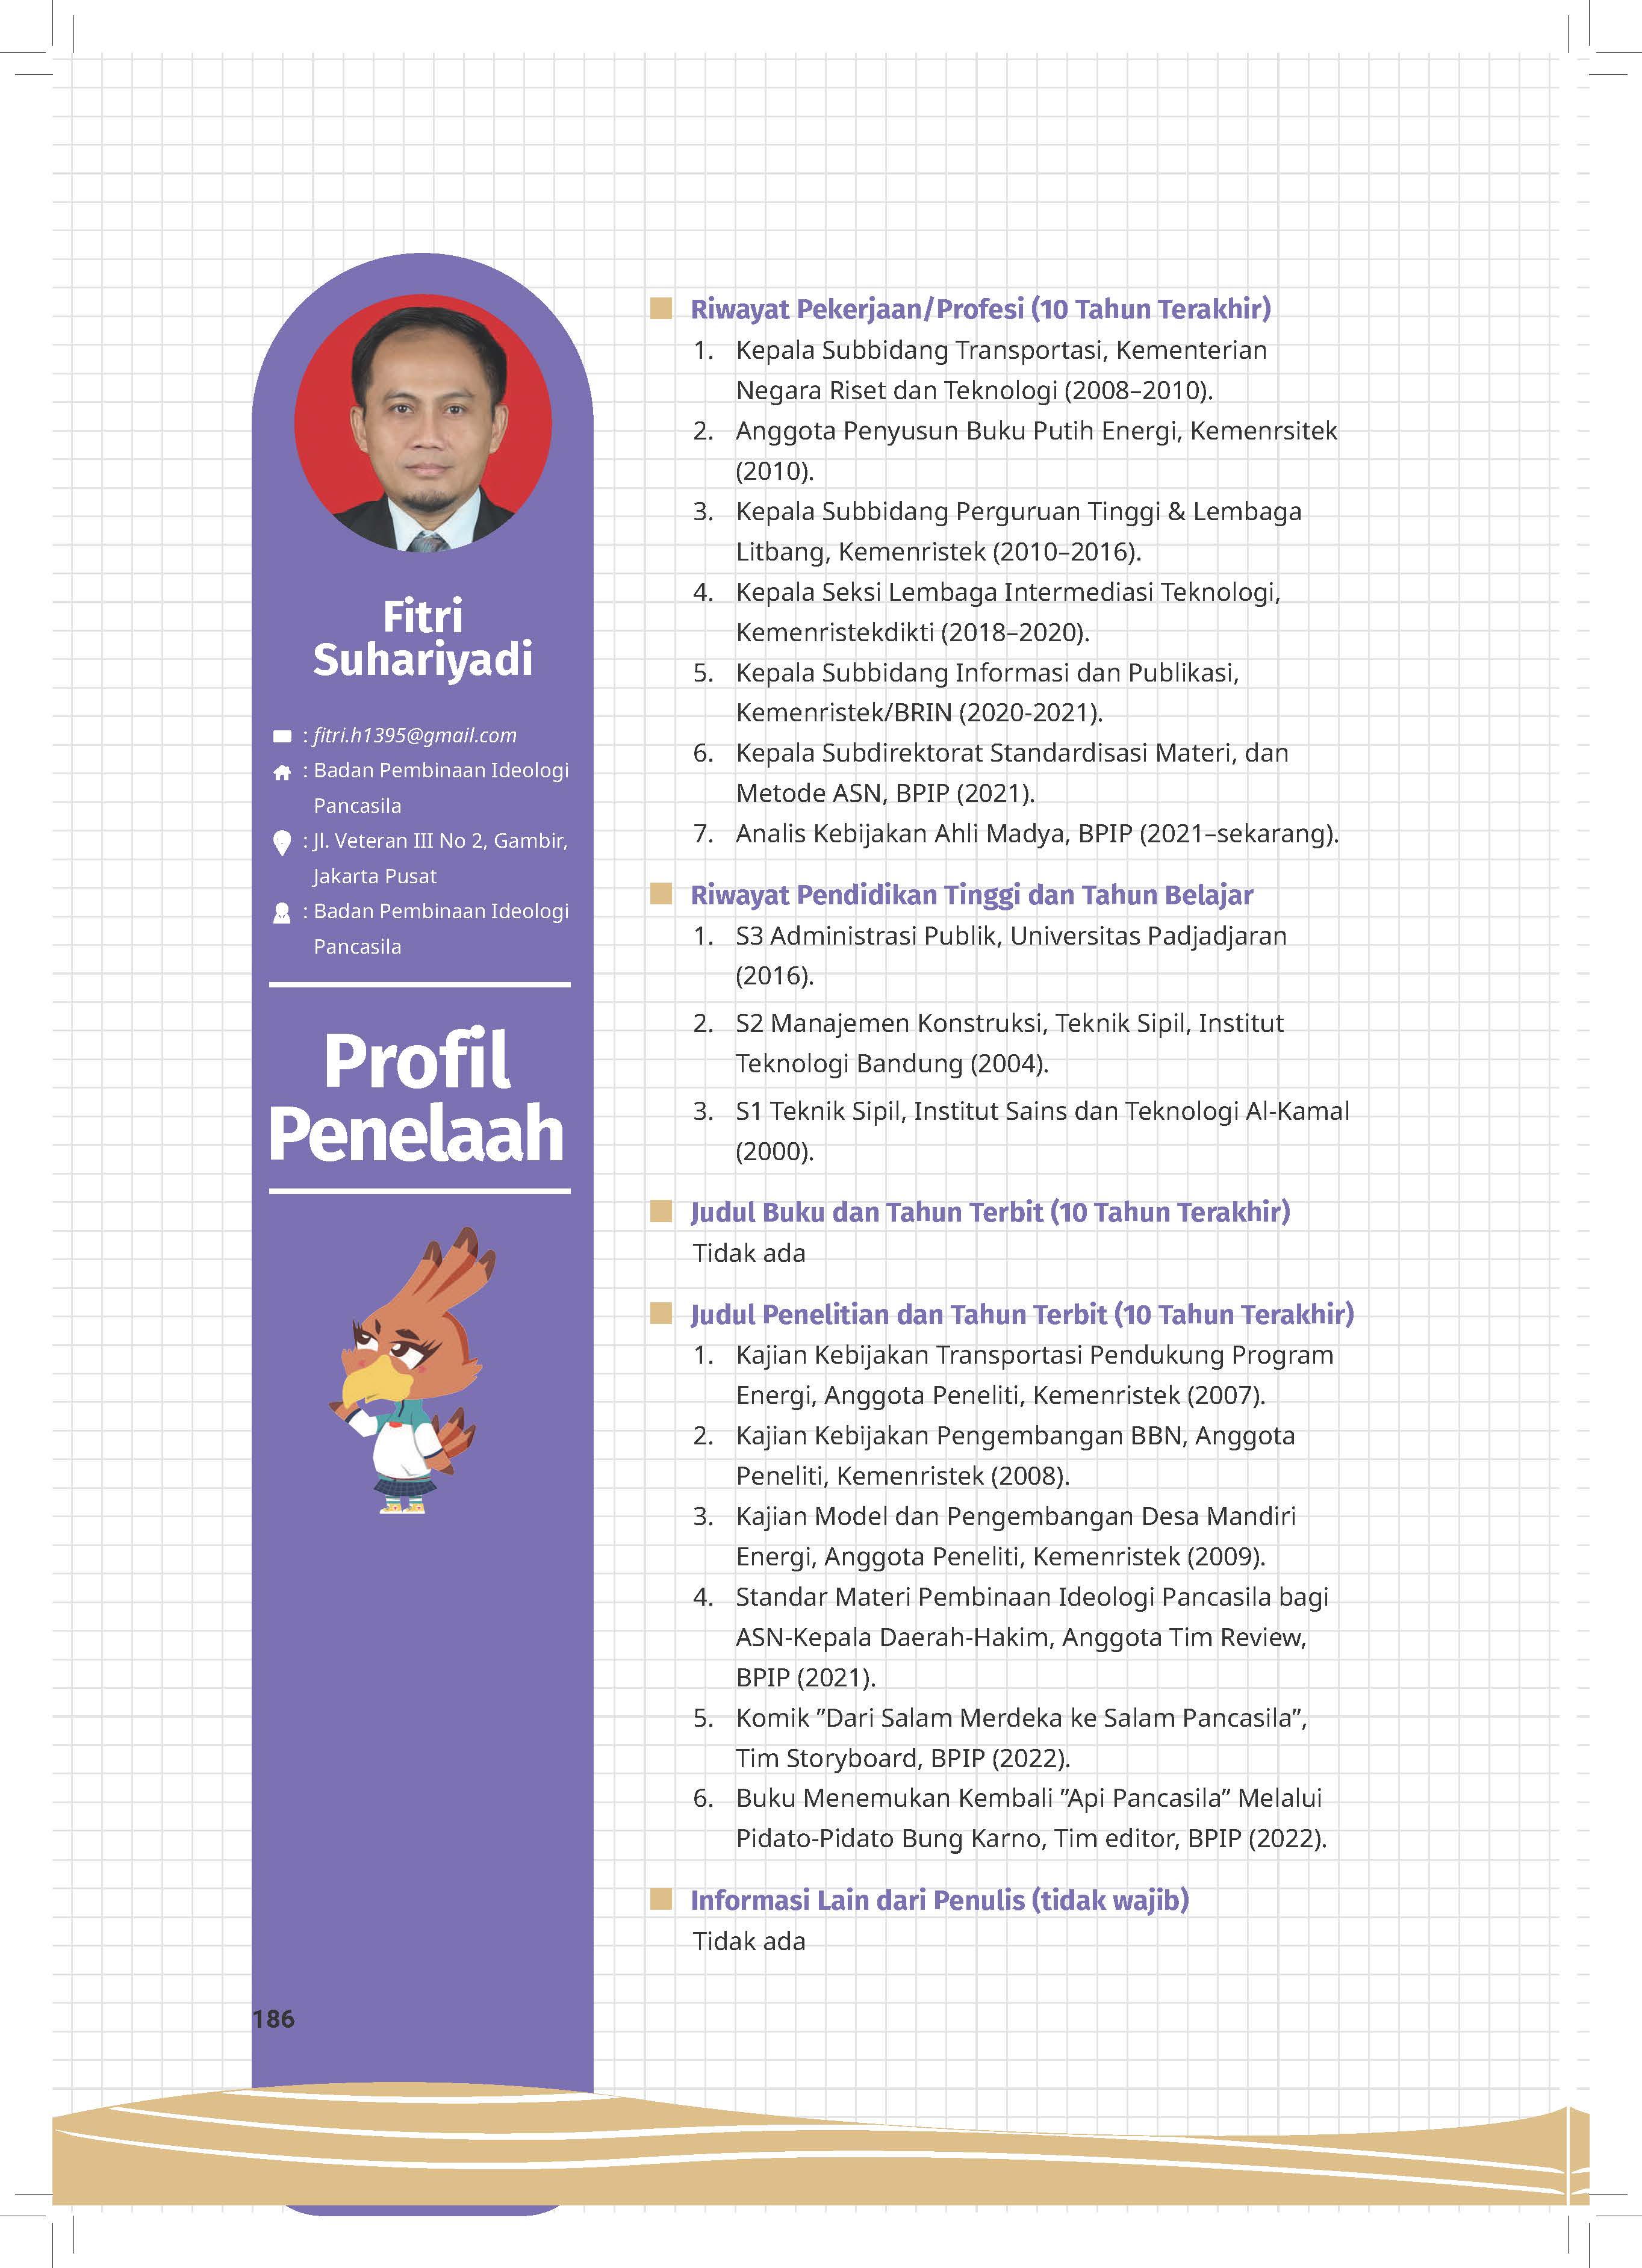 Fitri
Suhariyadi
: fitri.h1395@gmail.com
: Badan Pembinaan Ideologi
Pancasila
: Jl. Veteran III No 2, Gambir,
Jakarta Pusat
: Badan Pembinaan Ideologi
Pancasila
Profil
Penelaah
Riwayat Pekerjaan/Profesi (10 Tahun Terakhir)
1. Kepala Subbidang Transportasi, Kementerian
Negara Riset dan Teknologi (2008–2010).
2. Anggota Penyusun Buku Putih Energi, Kemenrsitek
(2010).
3. Kepala Subbidang Perguruan Tinggi & Lembaga
Litbang, Kemenristek (2010–2016).
4. Kepala Seksi Lembaga Intermediasi Teknologi,
Kemenristekdikti (2018–2020).
5. Kepala Subbidang Informasi dan Publikasi,
Kemenristek/BRIN (2020-2021).
6. Kepala Subdirektorat Standardisasi Materi, dan
Metode ASN, BPIP (2021).
7. Analis Kebijakan Ahli Madya, BPIP (2021–sekarang).
Riwayat Pendidikan Tinggi dan Tahun Belajar
1. S3 Administrasi Publik, Universitas Padjadjaran
(2016).
2. S2 Manajemen Konstruksi, Teknik Sipil, Institut
Teknologi Bandung (2004).
3. S1 Teknik Sipil, Institut Sains dan Teknologi Al-Kamal
(2000).
Judul Buku dan Tahun Terbit (10 Tahun Terakhir)
Tidak ada
Judul Penelitian dan Tahun Terbit (10 Tahun Terakhir)
1. Kajian Kebijakan Transportasi Pendukung Program
Energi, Anggota Peneliti, Kemenristek (2007).
2. Kajian Kebijakan Pengembangan BBN, Anggota
Peneliti, Kemenristek (2008).
3. Kajian Model dan Pengembangan Desa Mandiri
Energi, Anggota Peneliti, Kemenristek (2009).
4. Standar Materi Pembinaan Ideologi Pancasila bagi
ASN-Kepala Daerah-Hakim, Anggota Tim Review,
BPIP (2021).
5. Komik ”Dari Salam Merdeka ke Salam Pancasila”,
Tim Storyboard, BPIP (2022).
6. Buku Menemukan Kembali ”Api Pancasila” Melalui
Pidato-Pidato Bung Karno, Tim editor, BPIP (2022).
Informasi Lain dari Penulis (tidak wajib)
Tidak ada
186